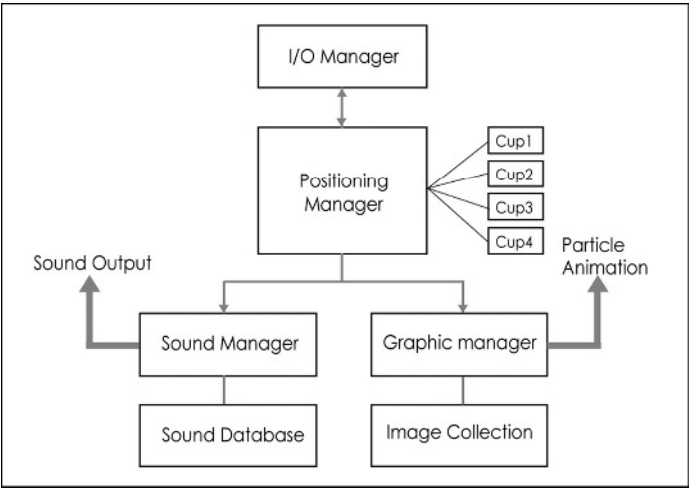 I/O Manager
Positioning
Manager
Cup1
Cup2
Cup3
Cup4
Sound Output
Particle
Animation
Sound Manager
Graphic manager
Sound Database
Image Collection